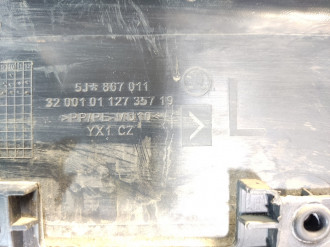 5J* 807 011
32 001 01 127 357 19
>PP/PE-MD10<
YX1 CZ
L